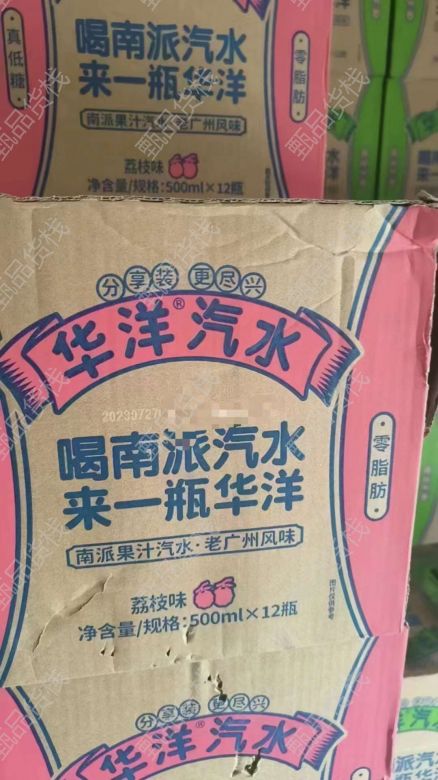 真低糖
喝南派汽水
来一瓶华洋
南派果汁汽水·老广州风味
荔枝味
净含量/规格:500ml×12瓶
零脂肪
分享装 更尽兴
华洋®汽水
20230727
喝南派汽水
来一瓶华洋
南派果汁汽水·老广州风味
荔枝味
净含量/规格:500ml×12瓶
零脂肪
图片仅供参考
分享装 更尽兴
华洋®汽水
甄品货栈